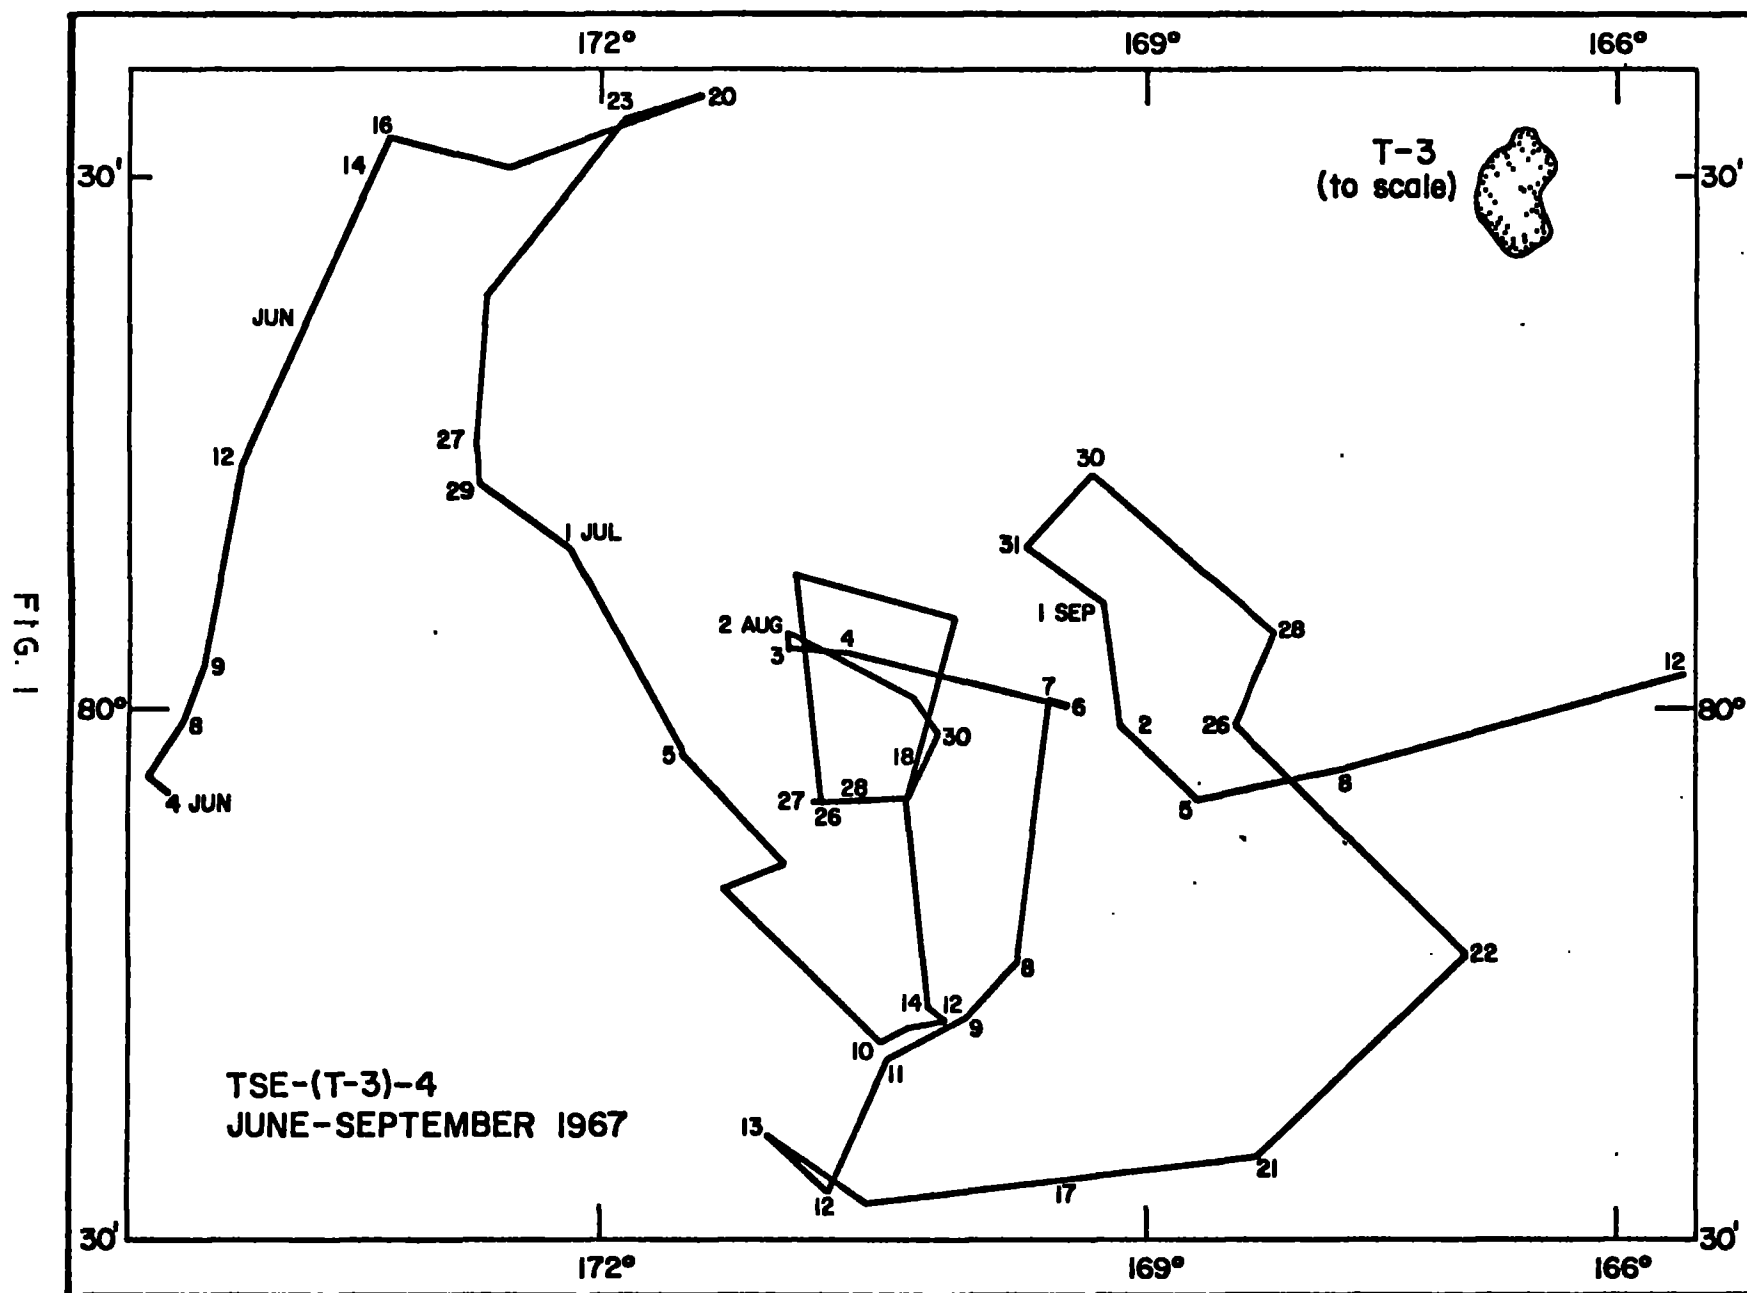 172° 169° 166°
23 20
16
14
T-3
30' (to scale) 30'
JUN
27
12
30
29
1 JUL
31
1 SEP
2 AUG 4
28
3
9
12
7
6
80° 80°
8
2 26
30
18
5
8
27 28
5
26
4 JUN
22
8
14 12
9
10
11
TSE-(T-3)-4
JUNE-SEPTEMBER 1967
13
21
17
12
30' 30'
172° 169° 166°
FIG. 1